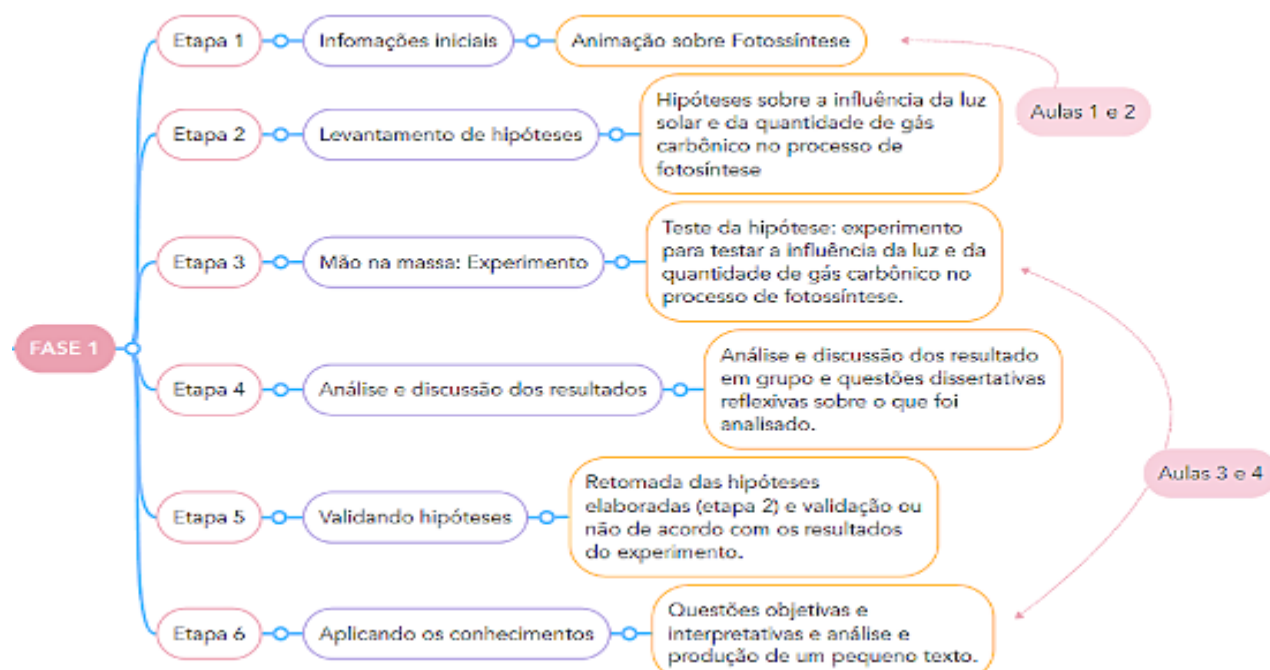 Etapa 1
Infomações iniciais
Animação sobre Fotossíntese
Aulas 1 e 2
Etapa 2
Levantamento de hipóteses
Hipóteses sobre a influência da luz
solar e da quantidade de gás
carbônico no processo de
fotosíntese
Etapa 3
Mão na massa: Experimento
Teste da hipótese: experimento
para testar a influência da luz e da
quantidade de gás carbônico no
processo de fotossíntese.
FASE 1
Etapa 4
Análise e discussão dos resultados
Análise e discussão dos resultado
em grupo e questões dissertativas
reflexivas sobre o que foi
analisado.
Aulas 3 e 4
Etapa 5
Validando hipóteses
Retomada das hipóteses
elaboradas (etapa 2) e validação ou
não de acordo com os resultados
do experimento.
Etapa 6
Aplicando os conhecimentos
Questões objetivas e
interpretativas e análise e
produção de um pequeno texto.